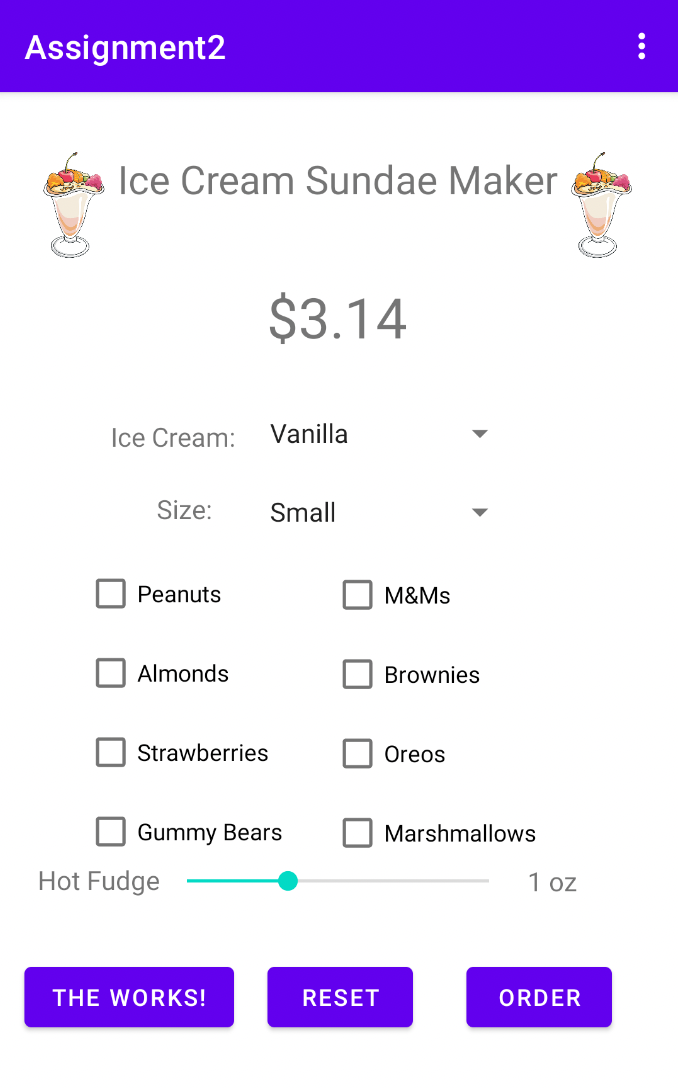 Assignment2
Ice Cream Sundae Maker
$3.14
Ice Cream: Vanilla
Size: Small
Peanuts M&Ms
Almonds Brownies
Strawberries Oreos
Gummy Bears Marshmallows
Hot Fudge 1 oz
THE WORKS! RESET ORDER